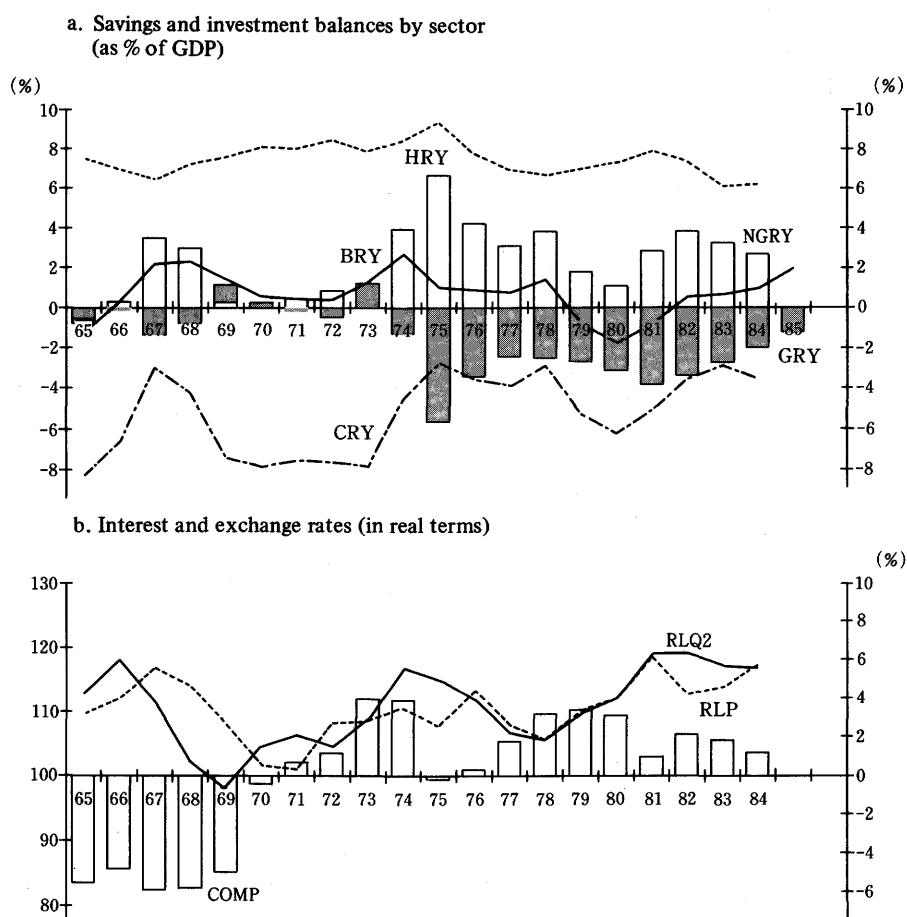 a. Savings and investment balances by sector
(as % of GDP)
(%) (%)
10 10
8 8
HRY
6 6
4 4
BRY NGRY
2 2
0 0
65 66 67 68 69 70 71 72 73 74 75 76 77 78 79 80 81 82 83 84 85
-2 -2
GRY
-4 -4
CRY
-6 -6
-8 -8
b. Interest and exchange rates (in real terms)
(%)
130 10
120 8
RLQ2
6
110 4
RLP
2
100 0
65 66 67 68 69 70 71 72 73 74 75 76 77 78 79 80 81 82 83 84
-2
90 -4
COMP
80 -6